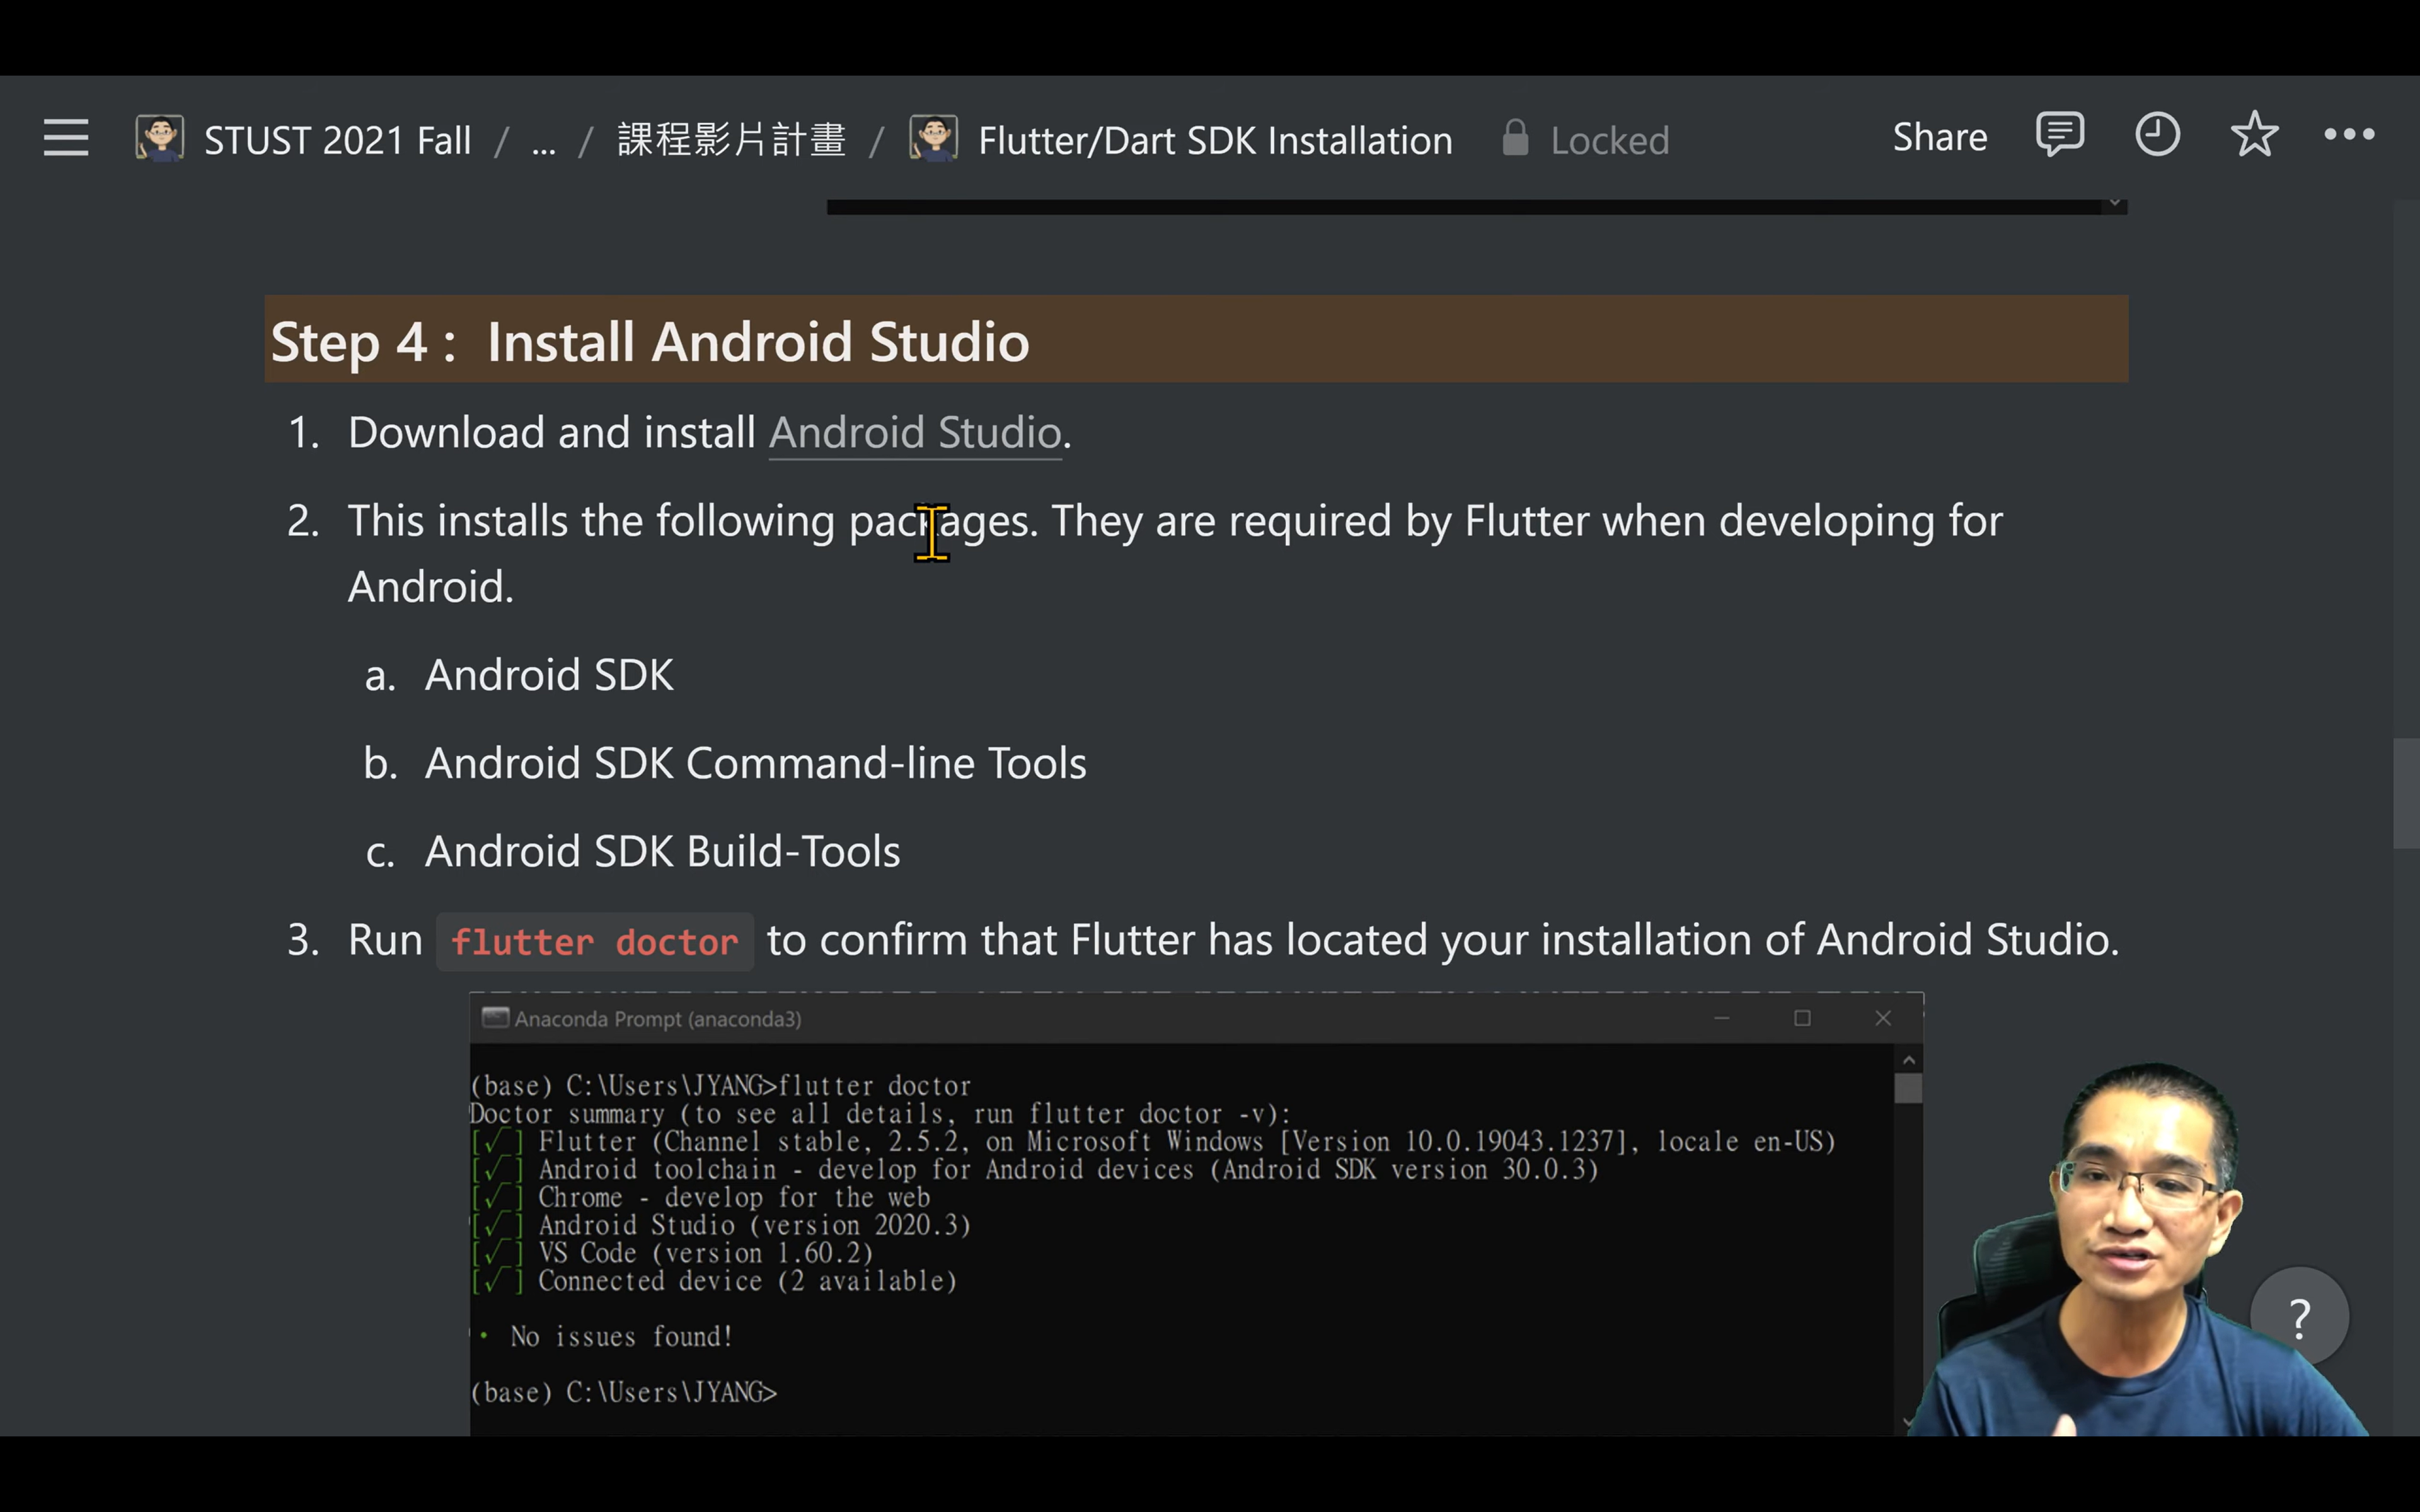 STUST 2021 Fall / ... / 課程影片計畫 / Flutter/Dart SDK Installation Locked Share
Step 4 : Install Android Studio
1. Download and install Android Studio.
2. This installs the following packages. They are required by Flutter when developing for
Android.
a. Android SDK
b. Android SDK Command-line Tools
c. Android SDK Build-Tools
3. Run flutter doctor to confirm that Flutter has located your installation of Android Studio.
Anaconda Prompt (anaconda3)
(base) C:\Users\JYANG>flutter doctor
Doctor summary (to see all details, run flutter doctor -v):
[√] Flutter (Channel stable, 2.5.2, on Microsoft Windows [Version 10.0.19043.1237], locale en-US)
[√] Android toolchain - develop for Android devices (Android SDK version 30.0.3)
[√] Chrome - develop for the web
[√] Android Studio (version 2020.3)
[√] VS Code (version 1.60.2)
[√] Connected device (2 available)
• No issues found!
(base) C:\Users\JYANG>
?